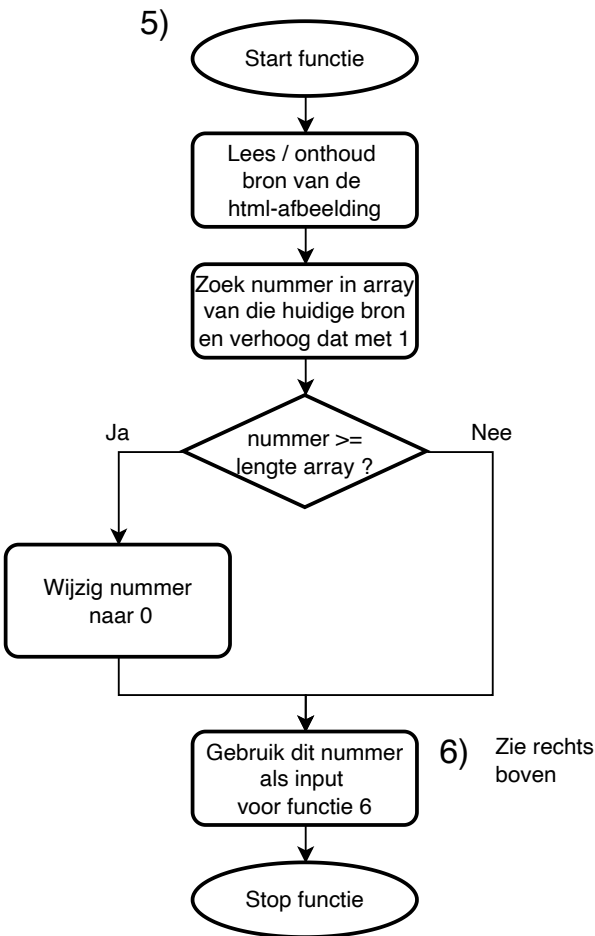 5)
Start functie
Lees / onthoud
bron van de
html-afbeelding
Zoek nummer in array
van die huidige bron
en verhoog dat met 1
nummer >=
lengte array ?
Ja
Nee
Wijzig nummer
naar 0
Gebruik dit nummer
als input
voor functie 6
6)
Zie rechts
boven
Stop functie